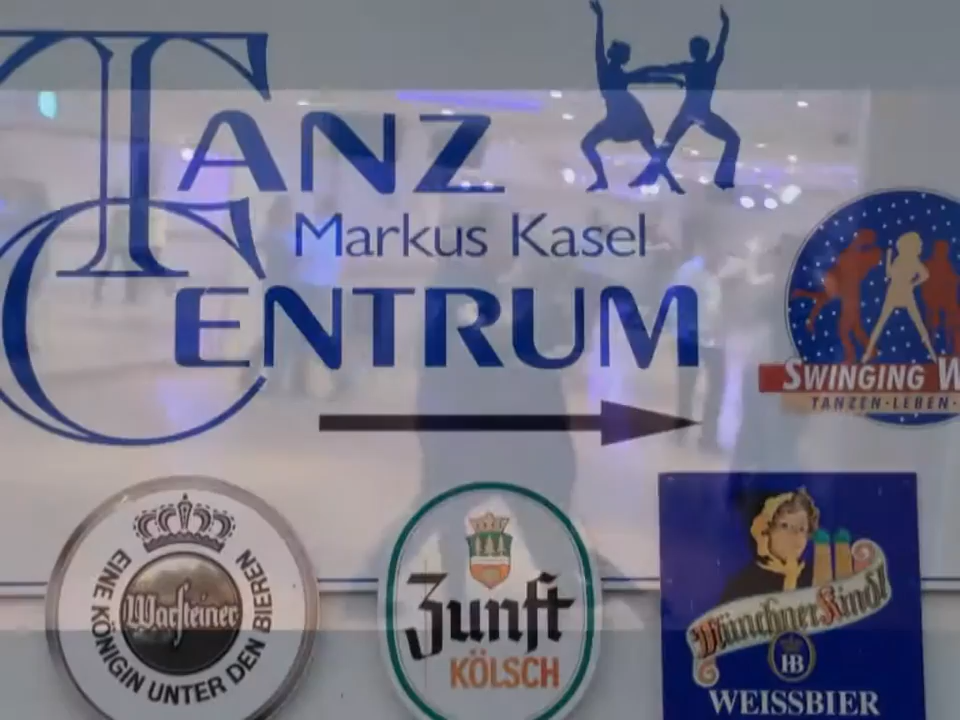 TANZ
Markus Kasel
CENTRUM
SWINGING W
TANZEN·LEBEN·
EINE KÖNIGIN UNTER DEN BIEREN
Warsteiner
Zunft
KÖLSCH
Münchner Kindl
HB
WEISSBIER